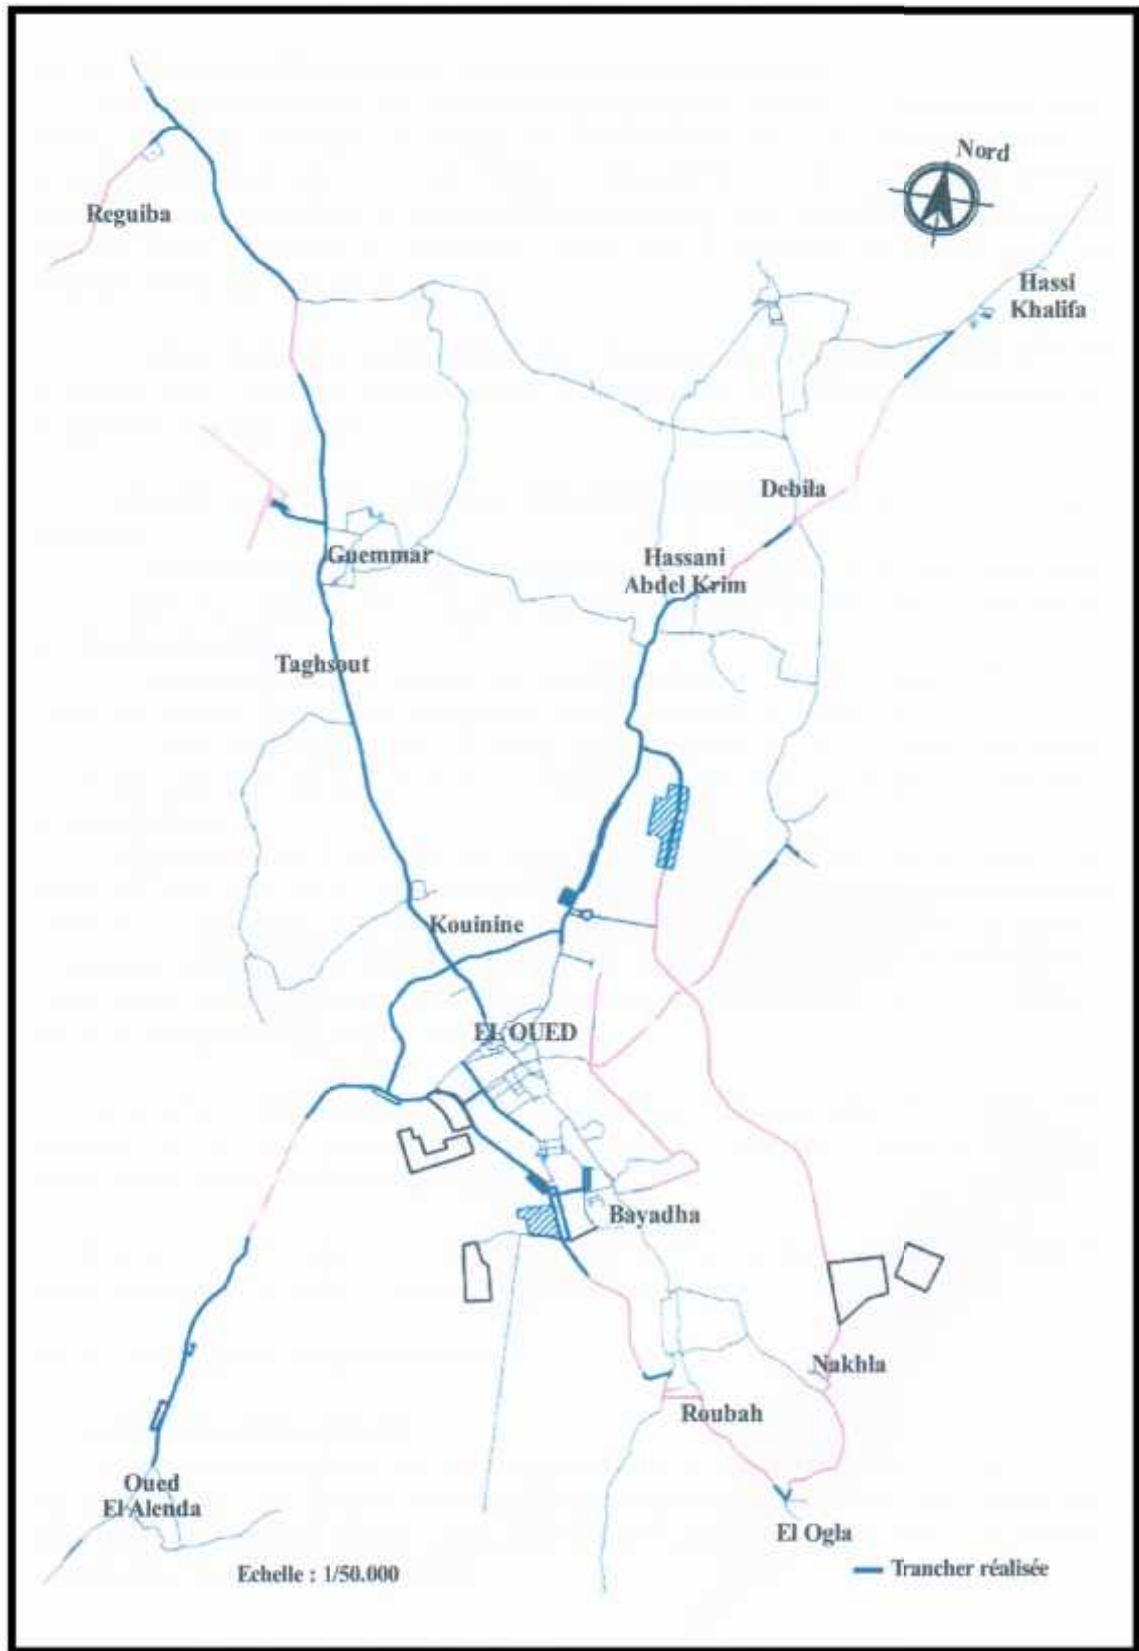 Nord
Reguiba
Hassi
Khalifa
Debila
Guemmar
Hassani
Abdel Krim
Taghsout
Kouinine
EL OUED
Bayadha
Nakhla
Roubah
Oued
El Alenda
El Ogla
Echelle : 1/50.000
Trancher réalisée